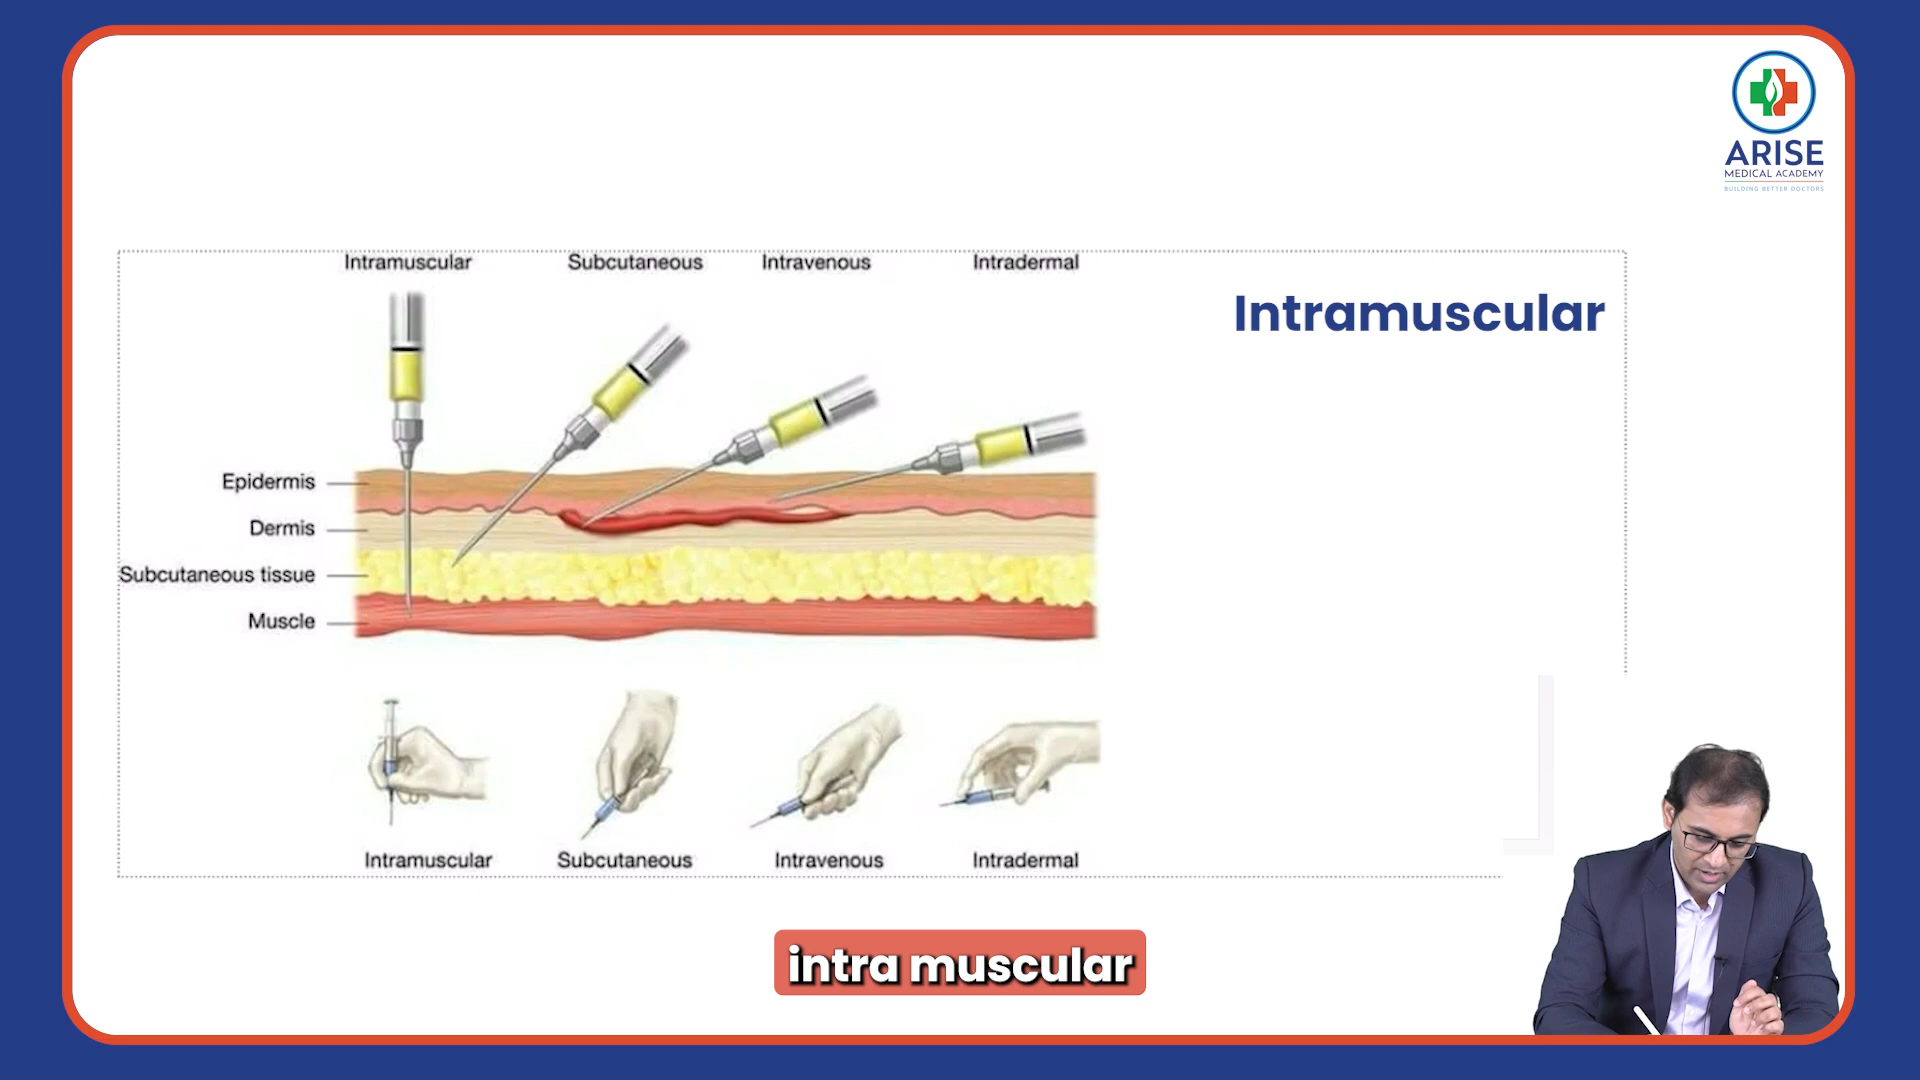 ARISE
MEDICAL ACADEMY
BUILDING BETTER DOCTORS
Intramuscular Subcutaneous Intravenous Intradermal
Intramuscular
Epidermis
Dermis
Subcutaneous tissue
Muscle
Intramuscular Subcutaneous Intravenous Intradermal
intra muscular